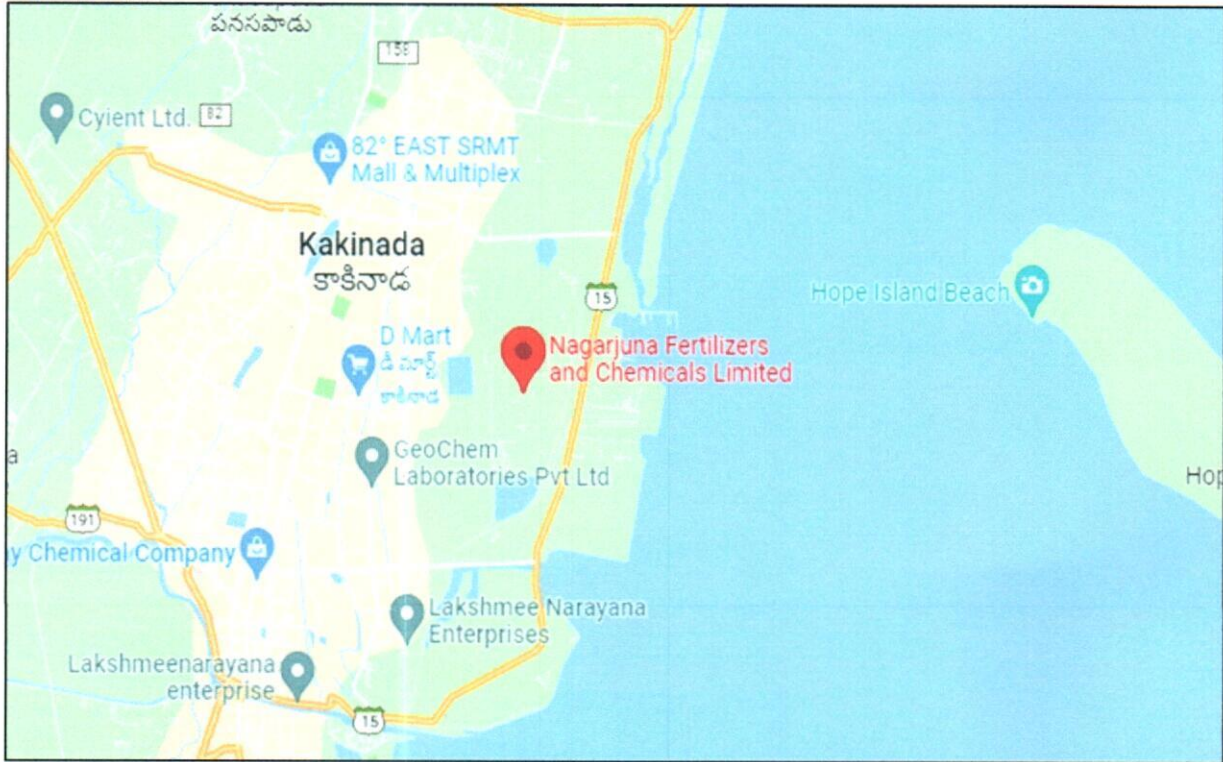 పనసపాడు
158
Cyient Ltd.
82
82° EAST SRMT
Mall & Multiplex
Kakinada
కాకినాడ
15
Hope Island Beach
D Mart
డీ మార్ట్
కాకినాడ
Nagarjuna Fertilizers
and Chemicals Limited
a
GeoChem
Laboratories Pvt Ltd
Hop
191
y Chemical Company
Lakshmee Narayana
Enterprises
Lakshmeenarayana
enterprise
15